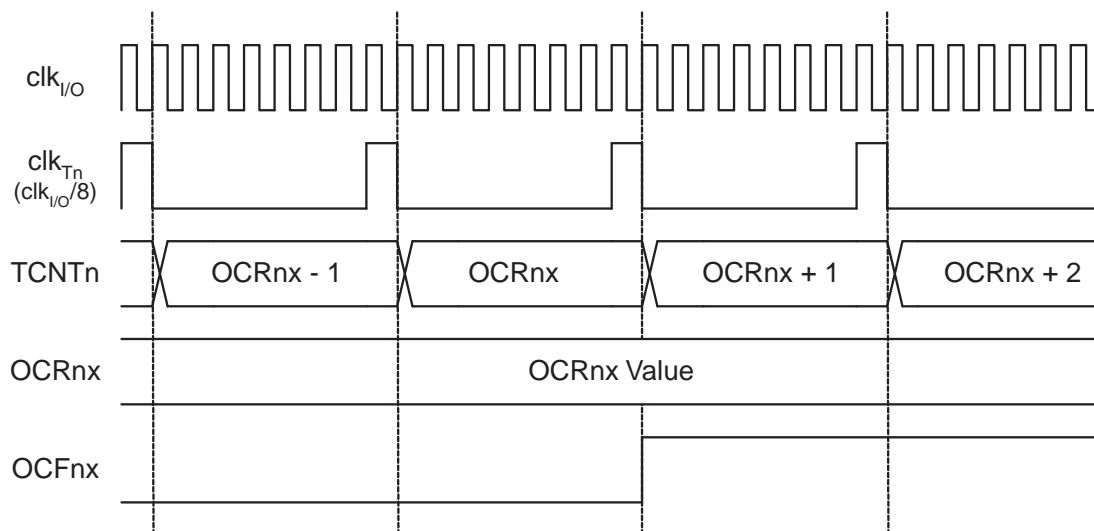 clkI/O
clkTn
(clkI/O/8)
TCNTn
OCRnx - 1
OCRnx
OCRnx + 1
OCRnx + 2
OCRnx
OCRnx Value
OCFnx